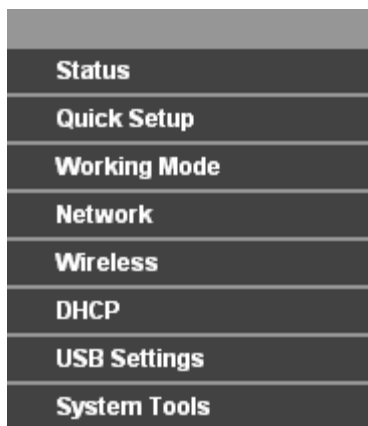 Status
Quick Setup
Working Mode
Network
Wireless
DHCP
USB Settings
System Tools